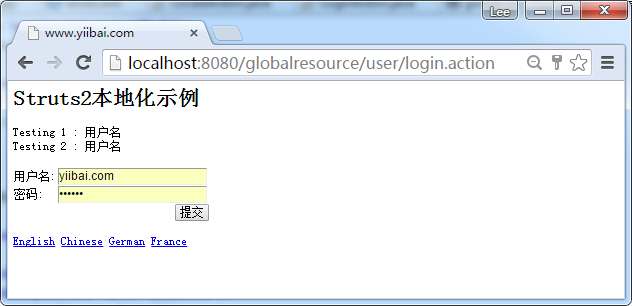 Lee
www.yiibai.com
localhost:8080/globalresource/user/login.action
Struts2本地化示例
Testing 1 : 用户名
Testing 2 : 用户名
用户名: yiibai.com
密码: ••••••
提交
English Chinese German France